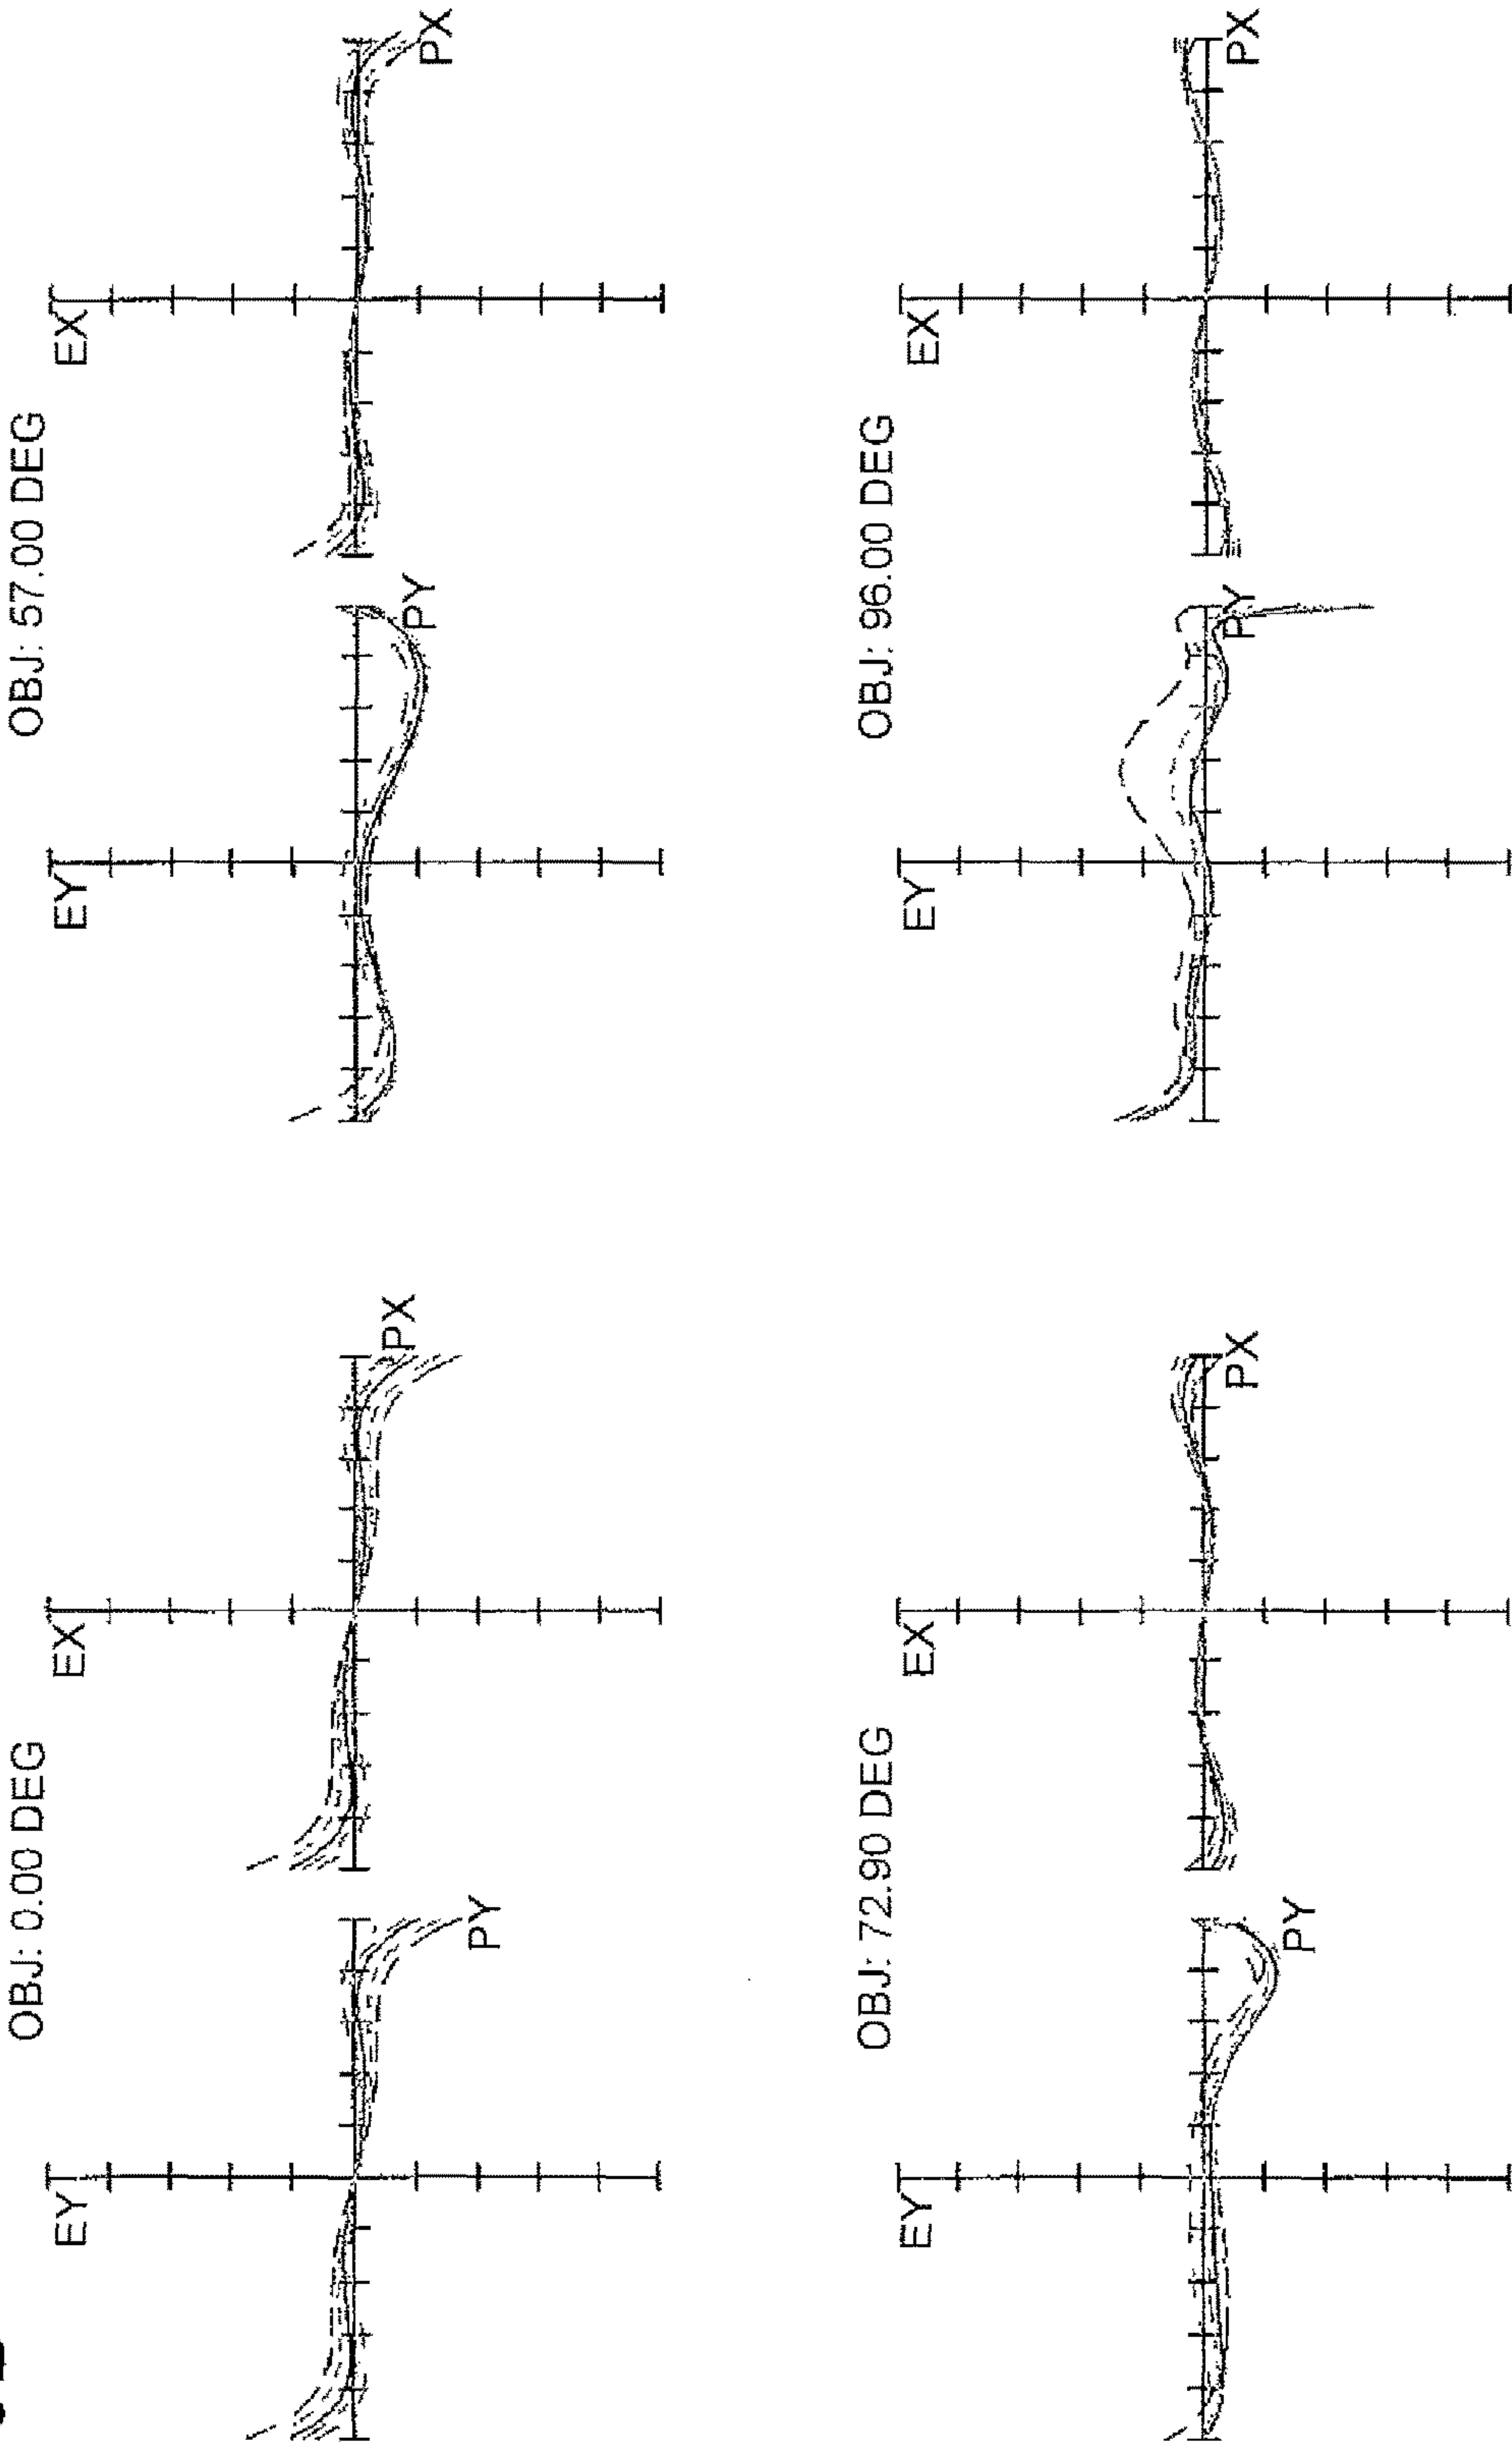 OBJ: 0.00 DEG
EY
PY
EX
PX
OBJ: 57.00 DEG
EY
PY
EX
PX
OBJ: 72.90 DEG
EY
PY
EX
PX
OBJ: 96.00 DEG
EY
PY
EX
PX